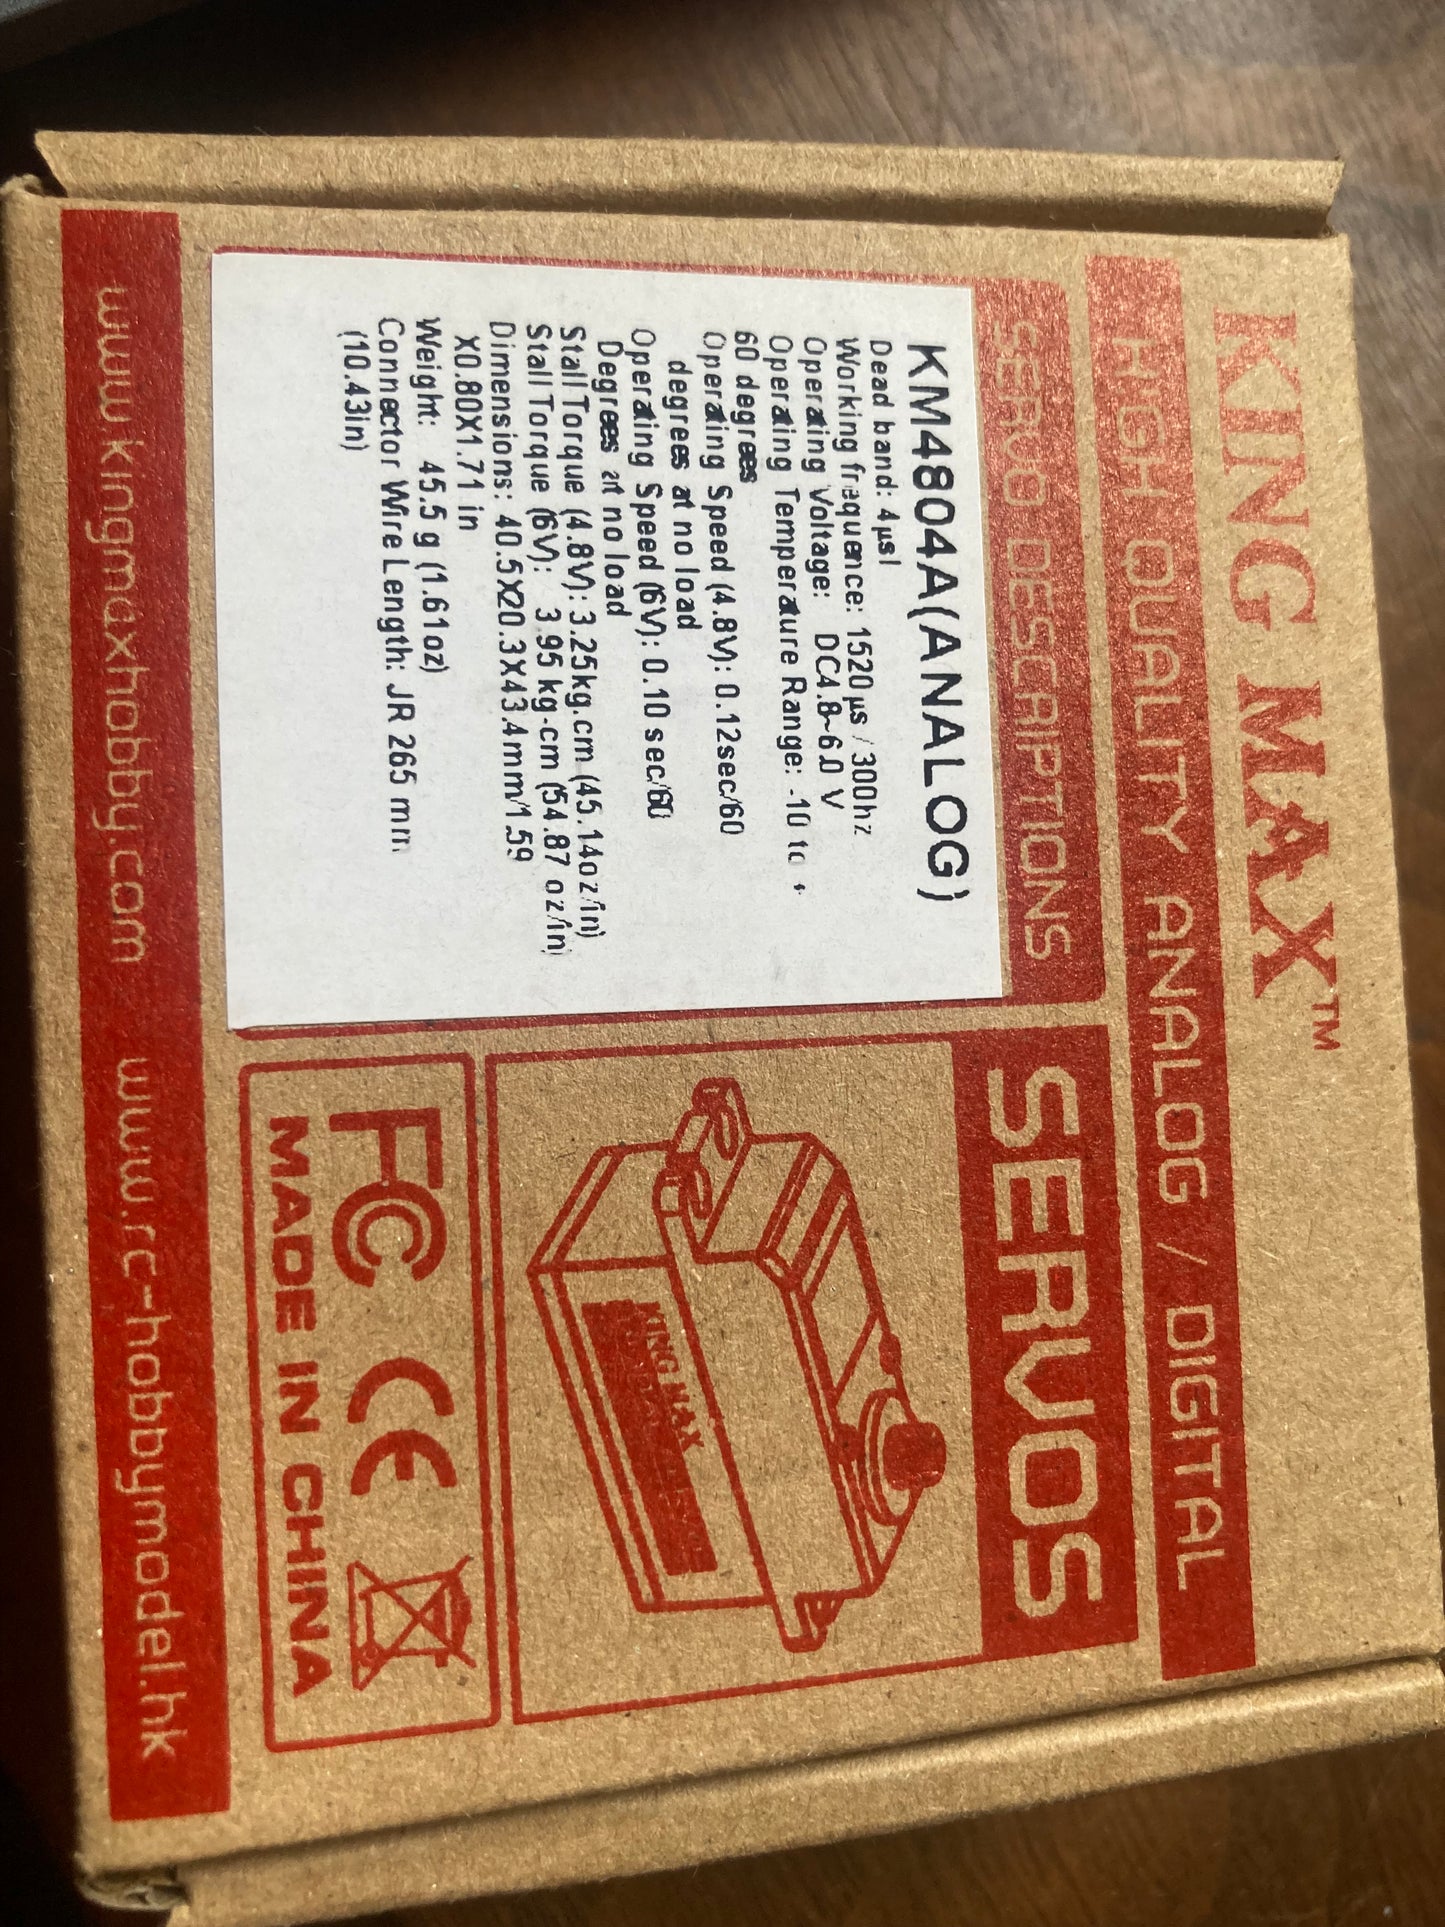 KING MAX™
HIGH QUALITY ANALOG / DIGITAL
SERVO DESCRIPTIONS
KM4804A(ANALOG)
Dead band: 4µsl
Working frequence: 1520µs / 300hz
Operating Voltage: DC4.8~6.0 V
Operating Temperature Range: -10 to +
60 degrees
Operating Speed (4.8V): 0.12sec/60
degrees at no load
Operating Speed (6V): 0.10 sec/60
Degrees at no load
Stall Torque (4.8V): 3.25kg.cm (45.14oz/in)
Stall Torque (6V): 3.95 kg-cm (54.87 oz/in)
Dimensions: 40.5X20.3X43.4mm/1.59
X0.80X1.71 in
Weight: 45.5 g (1.61oz)
Connector Wire Length: JR 265 mm
(10.43in)
SERVOS
KING MAX
FC CE
MADE IN CHINA
www.kingmaxhobby.com www.rc-hobbymodel.hk